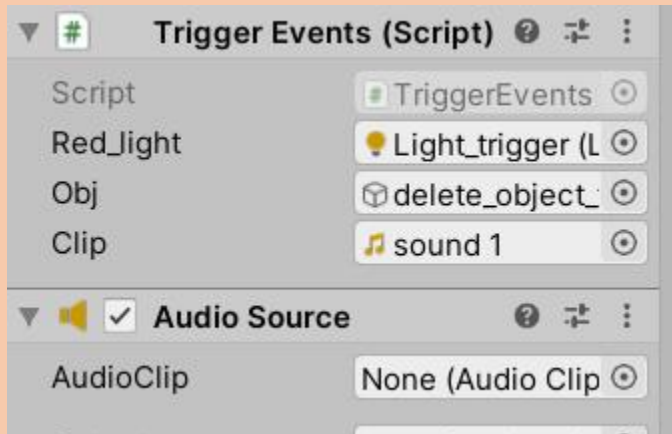 # Trigger Events (Script)
Script # TriggerEvents
Red_light Light_trigger (L
Obj delete_object_
Clip sound 1
Audio Source
AudioClip None (Audio Clip